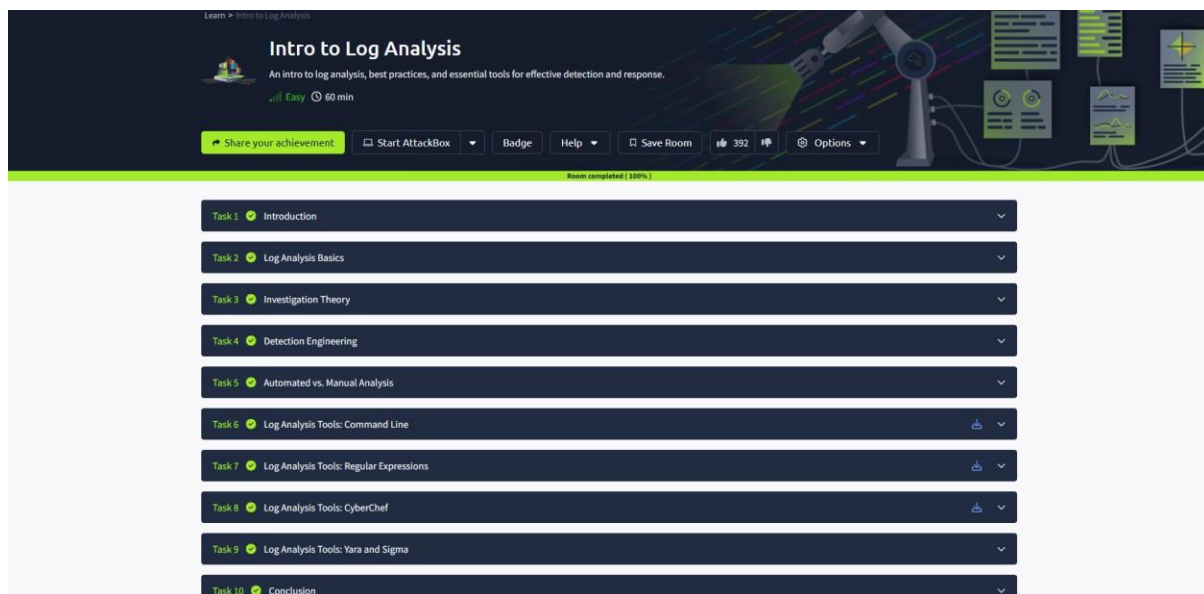 Learn > Intro to Log Analysis
Intro to Log Analysis
An intro to log analysis, best practices, and essential tools for effective detection and response.
Easy 60 min
Share your achievement Start AttackBox Badge Help Save Room 392 Options
Room completed ( 100% )
Task 1 Introduction
Task 2 Log Analysis Basics
Task 3 Investigation Theory
Task 4 Detection Engineering
Task 5 Automated vs. Manual Analysis
Task 6 Log Analysis Tools: Command Line
Task 7 Log Analysis Tools: Regular Expressions
Task 8 Log Analysis Tools: CyberChef
Task 9 Log Analysis Tools: Yara and Sigma
Task 10 Conclusion